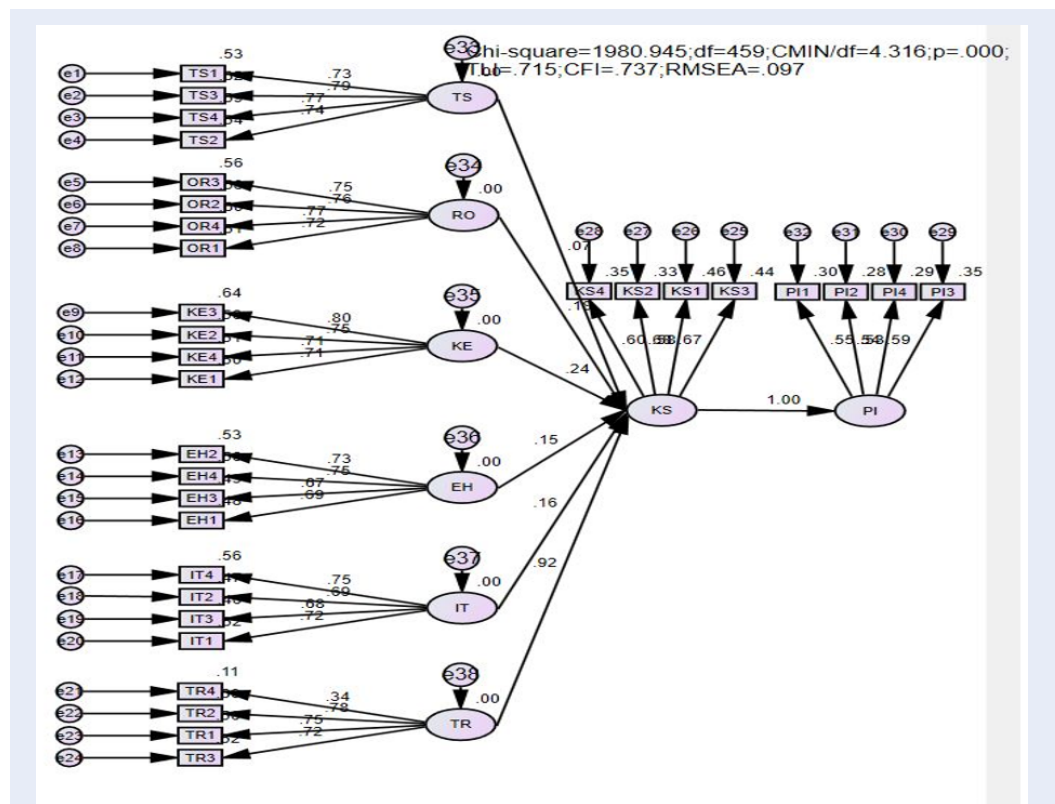 Chi-square=1980.945;df=459;CMIN/df=4.316;p=.000;
TLI=.715;CFI=.737;RMSEA=.097
e33
.00
TS
.53
e1
TS1
.73
e2
TS3
.79
e3
TS4
.77
e4
TS2
.74
e34
.00
RO
.56
e5
OR3
.75
e6
OR2
.76
e7
OR4
.77
e8
OR1
.72
e35
.00
KE
.64
e9
KE3
.80
e10
KE2
.75
e11
KE4
.71
e12
KE1
.71
e36
.00
EH
.53
e13
EH2
.73
e14
EH4
.75
e15
EH3
.67
e16
EH1
.69
e37
.00
IT
.56
e17
IT4
.75
e18
IT2
.69
e19
IT3
.68
e20
IT1
.72
e38
.00
TR
.11
e21
TR4
.34
e22
TR2
.78
e23
TR1
.75
e24
TR3
.72
.07
.24
.15
.16
.92
e28 e27 e26 e25
.35 .33 .46 .44
KS4 KS2 KS1 KS3
.60 .67
KS
1.00
e32 e31 e30 e29
.30 .28 .29 .35
PI1 PI2 PI4 PI3
.55 .59
PI